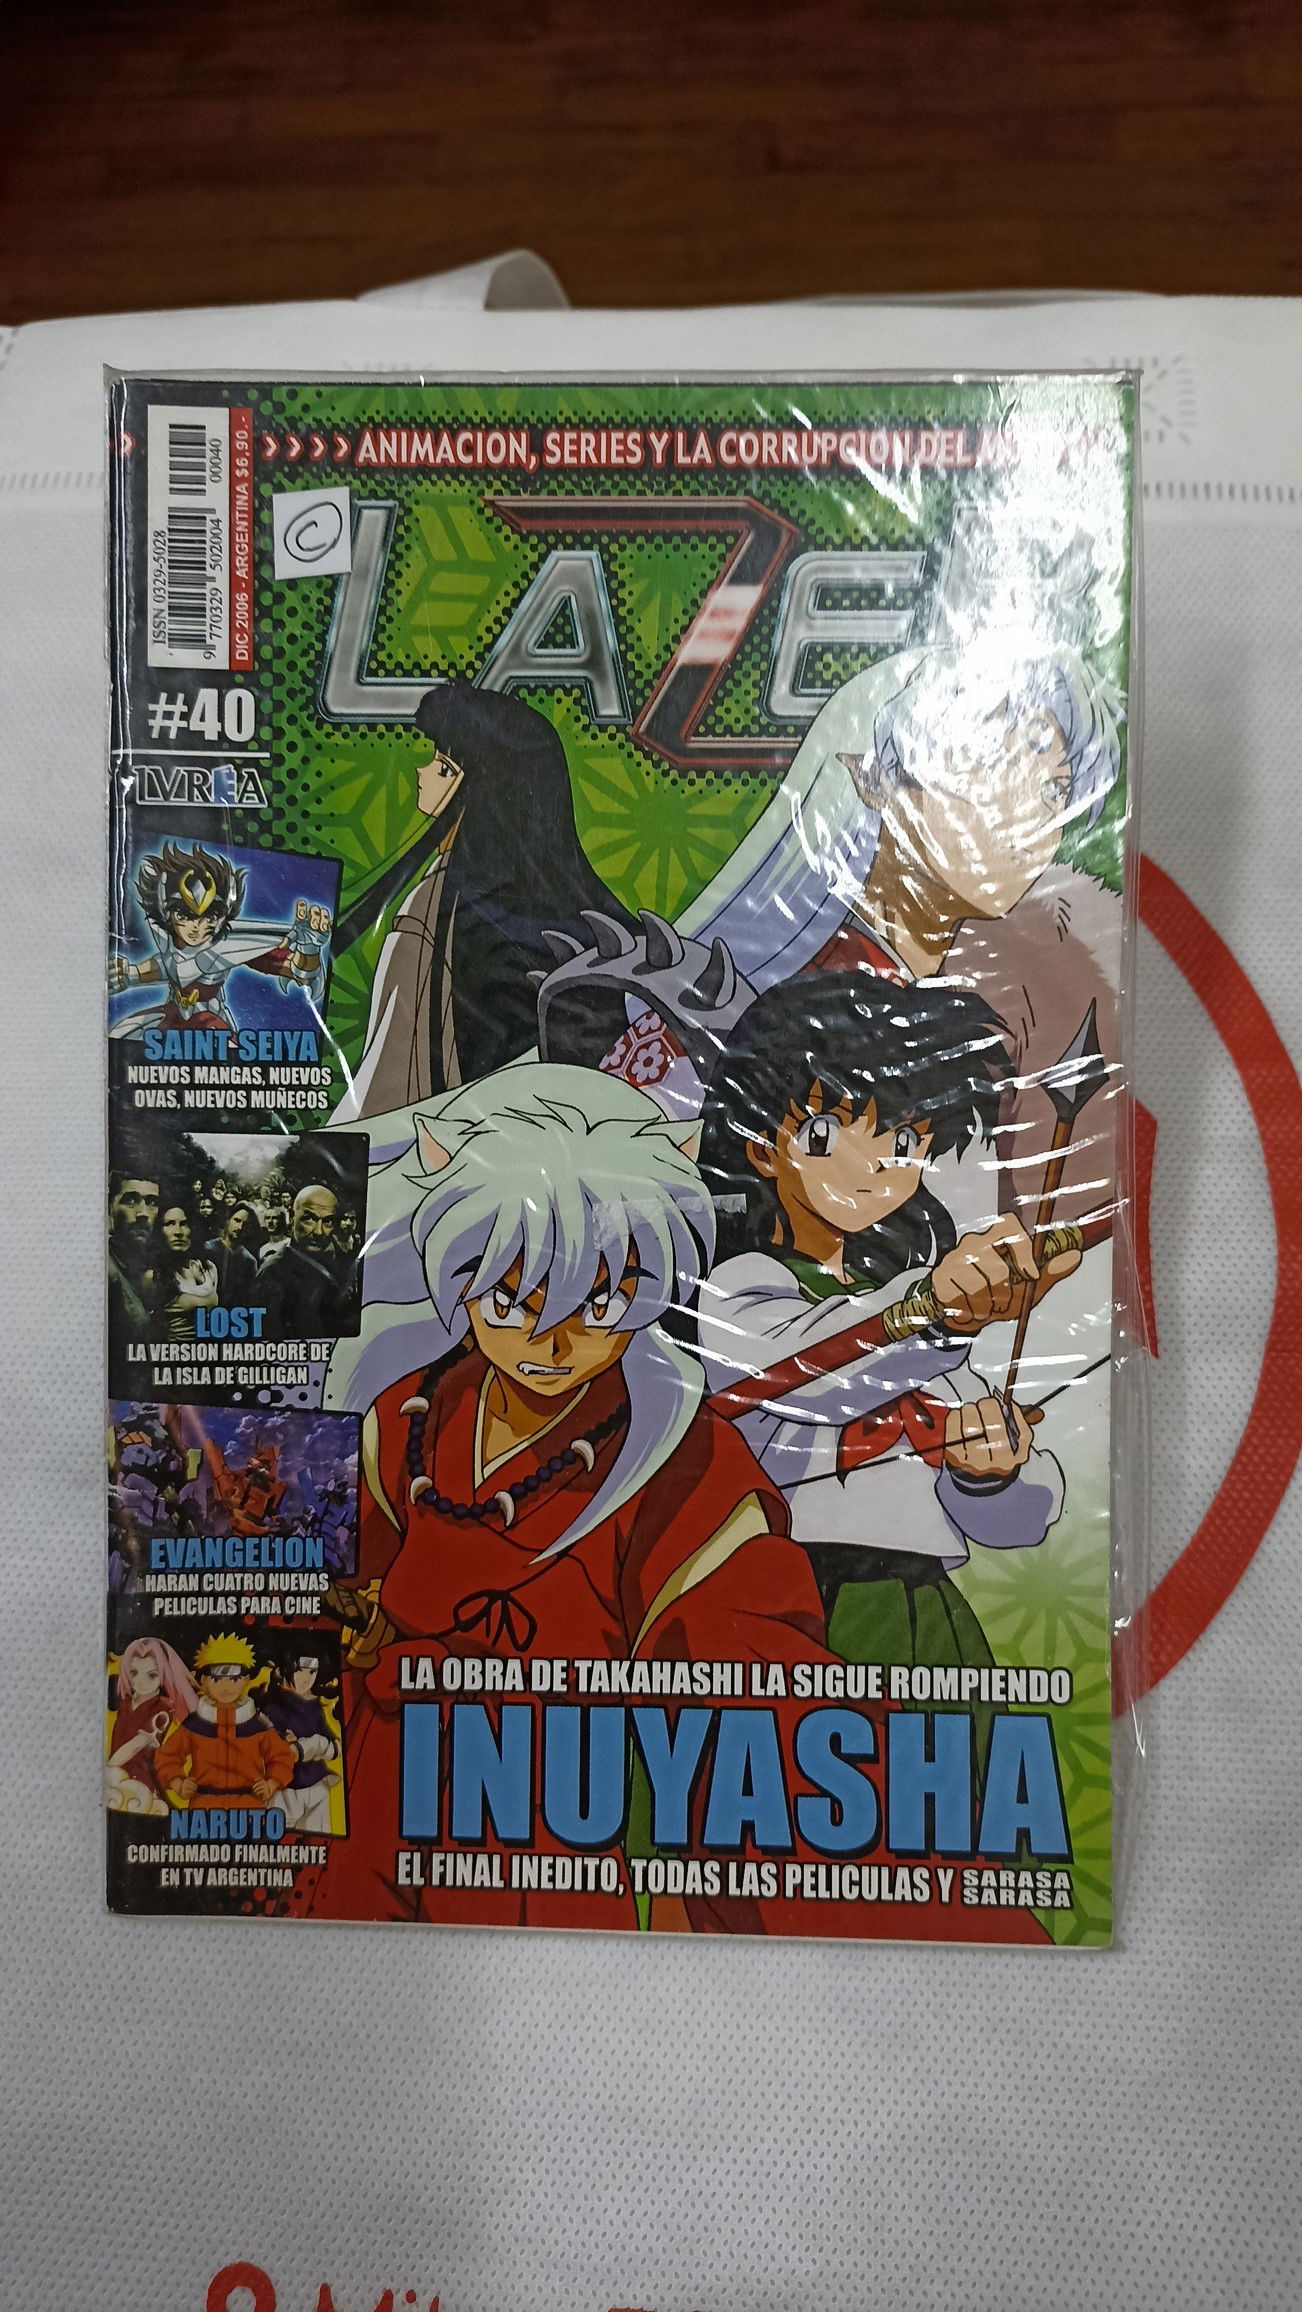 ANIMACION, SERIES Y LA CORRUPCION DEL
LAZER
©
ISSN 0329-5028
9 770329 502004
00040
DIC 2006 - ARGENTINA $6,90.-
#40
IVREA
SAINT SEIYA
NUEVOS MANGAS, NUEVOS
OVAS, NUEVOS MUÑECOS
LOST
LA VERSION HARDCORE DE
LA ISLA DE GILLIGAN
EVANGELION
HARAN CUATRO NUEVAS
PELICULAS PARA CINE
NARUTO
CONFIRMADO FINALMENTE
EN TV ARGENTINA
LA OBRA DE TAKAHASHI LA SIGUE ROMPIENDO
INUYASHA
EL FINAL INEDITO, TODAS LAS PELICULAS Y SARASA
SARASA